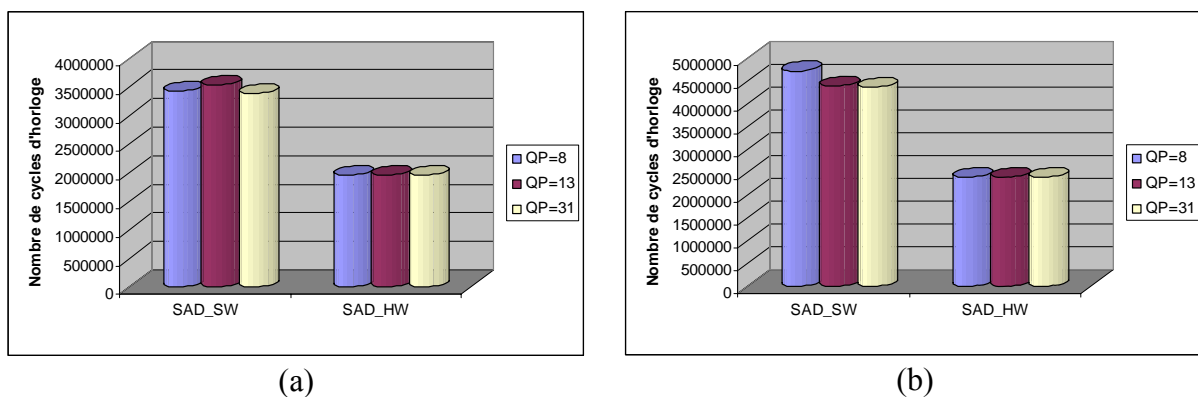 Nombre de cycles d'horloge
4000000
3500000
3000000
2500000
2000000
1500000
1000000
500000
0
SAD_SW
SAD_HW
QP=8
QP=13
QP=31
(a)
Nombre de cycles d'horloge
5000000
4500000
4000000
3500000
3000000
2500000
2000000
1500000
1000000
500000
0
SAD_SW
SAD_HW
QP=8
QP=13
QP=31
(b)